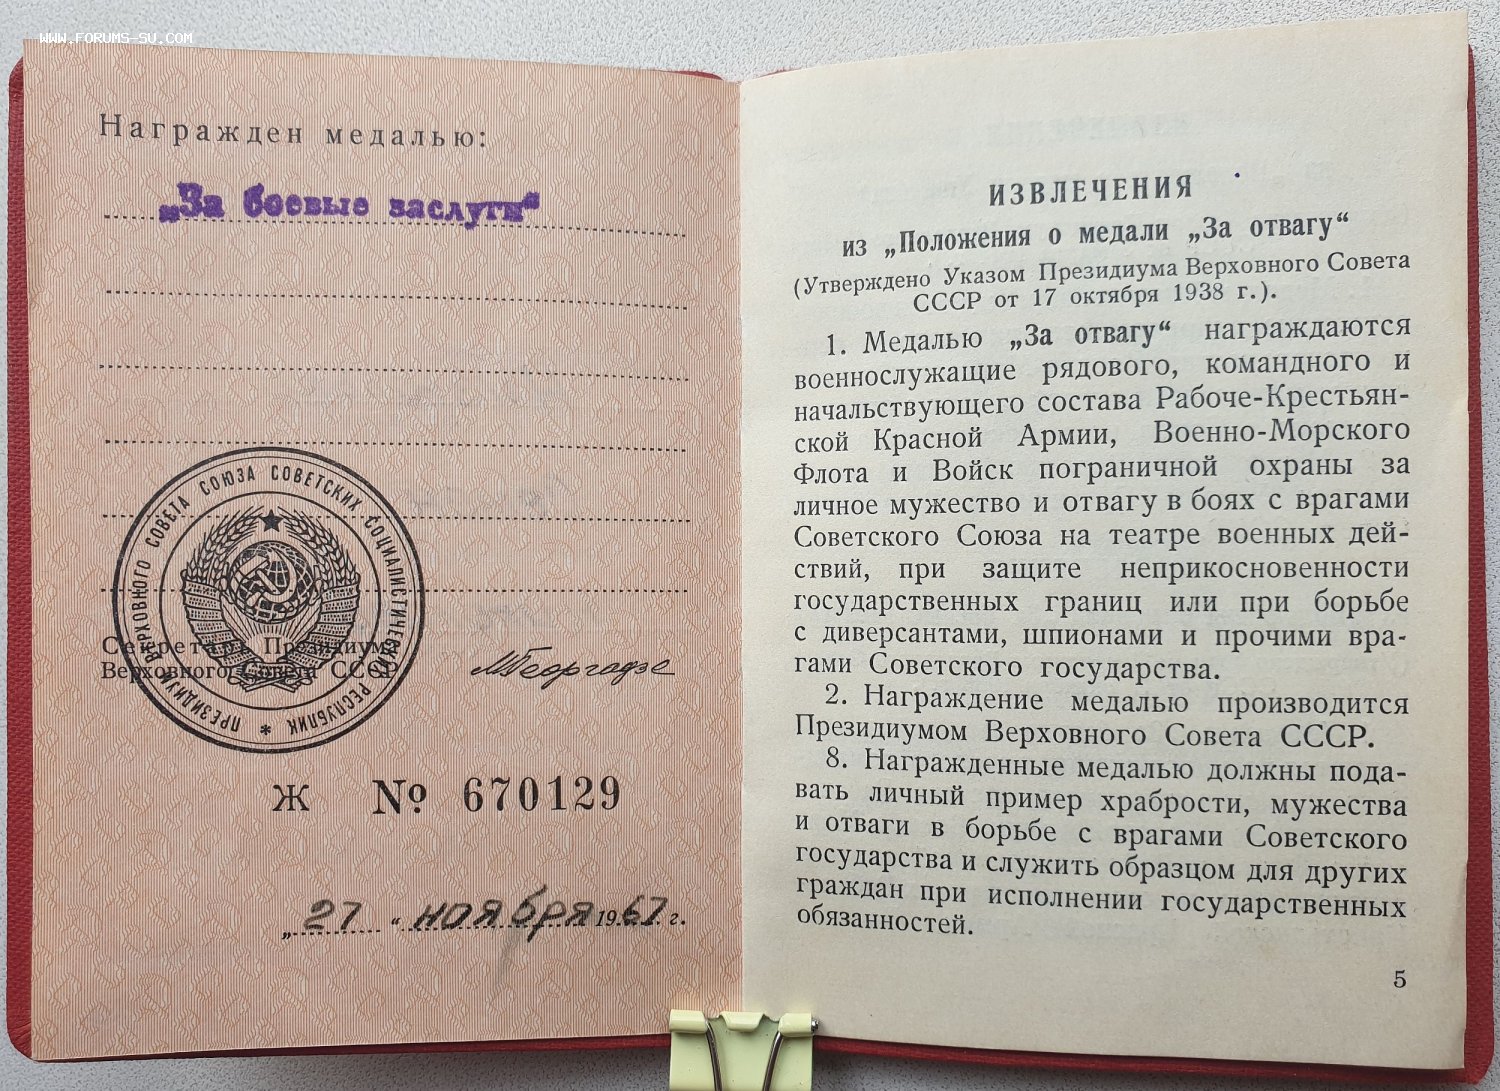 WWW.FORUMS-SU.COM
Награжден медалью:
„За боевые заслуги“
ПРЕЗИДИУМ ВЕРХОВНОГО СОВЕТА СОЮЗА СОВЕТСКИХ СОЦИАЛИСТИЧЕСКИХ РЕСПУБЛИК *
Секретарь Президиума
Верховного Совета СССР
МГеоргадзе
Ж № 670129
„27“ ноября 1967 г.
ИЗВЛЕЧЕНИЯ
из „Положения о медали „За отвагу“
(Утверждено Указом Президиума Верховного Совета
СССР от 17 октября 1938 г.).
1. Медалью „За отвагу“ награждаются
военнослужащие рядового, командного и
начальствующего состава Рабоче-Крестьян-
ской Красной Армии, Военно-Морского
Флота и Войск пограничной охраны за
личное мужество и отвагу в боях с врагами
Советского Союза на театре военных дей-
ствий, при защите неприкосновенности
государственных границ или при борьбе
с диверсантами, шпионами и прочими вра-
гами Советского государства.
2. Награждение медалью производится
Президиумом Верховного Совета СССР.
8. Награжденные медалью должны пода-
вать личный пример храбрости, мужества
и отваги в борьбе с врагами Советского
государства и служить образцом для других
граждан при исполнении государственных
обязанностей.
5